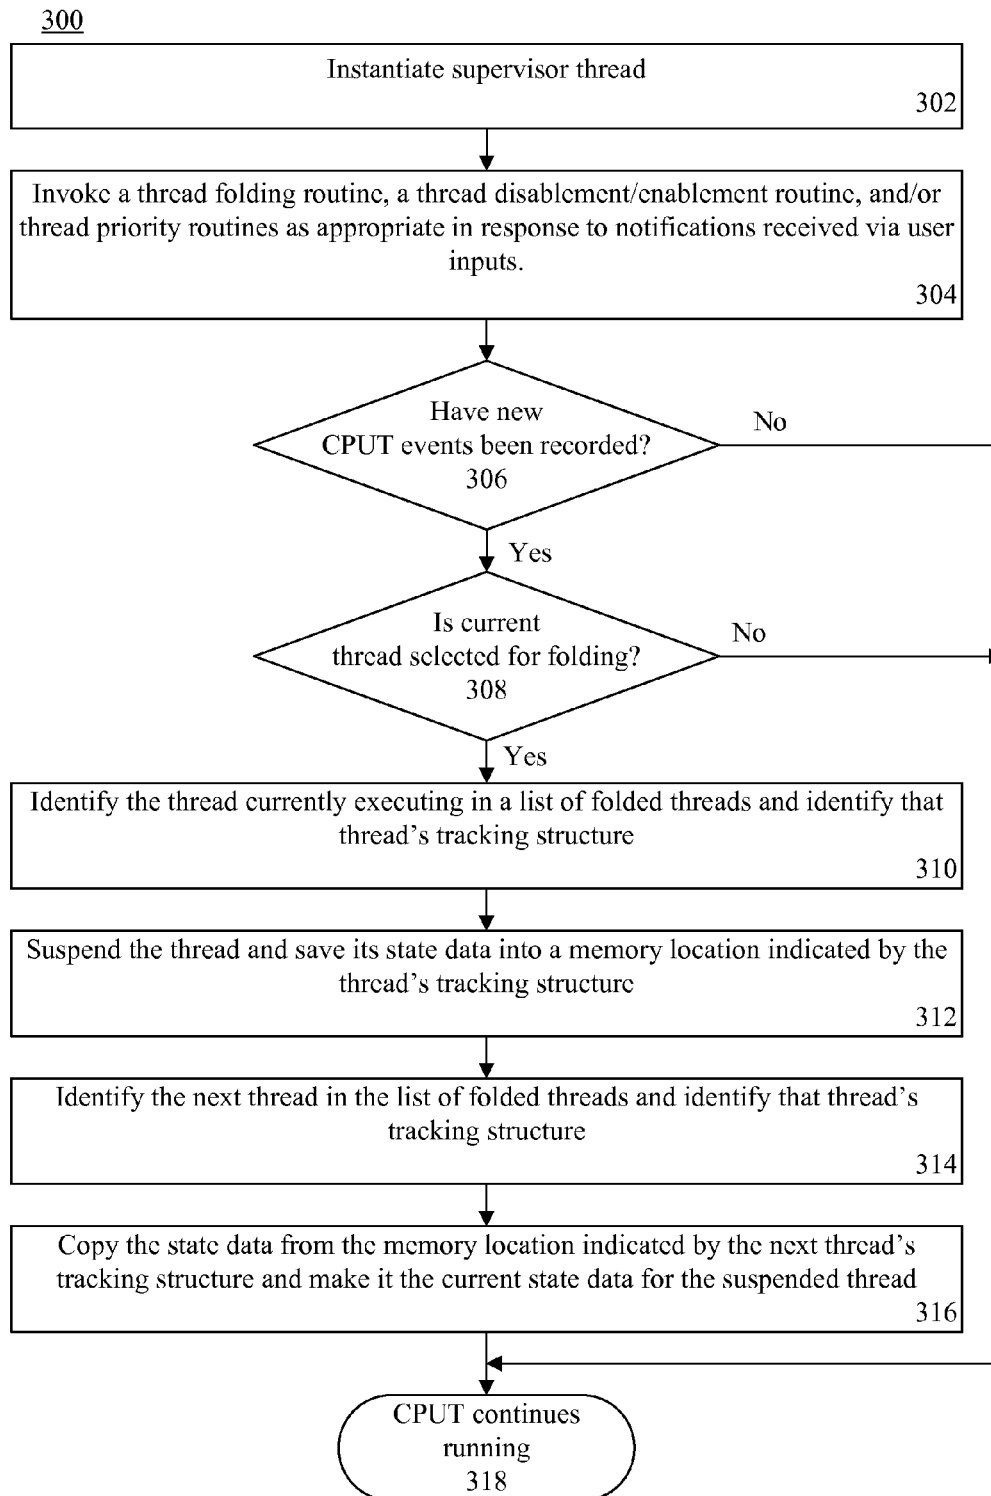 300
Instantiate supervisor thread
302
Invoke a thread folding routine, a thread disablement/enablement routine, and/or
thread priority routines as appropriate in response to notifications received via user
inputs.
304
Have new
CPUT events been recorded?
306
No
Yes
Is current
thread selected for folding?
308
No
Yes
Identify the thread currently executing in a list of folded threads and identify that
thread's tracking structure
310
Suspend the thread and save its state data into a memory location indicated by the
thread's tracking structure
312
Identify the next thread in the list of folded threads and identify that thread's
tracking structure
314
Copy the state data from the memory location indicated by the next thread's
tracking structure and make it the current state data for the suspended thread
316
CPUT continues
running
318